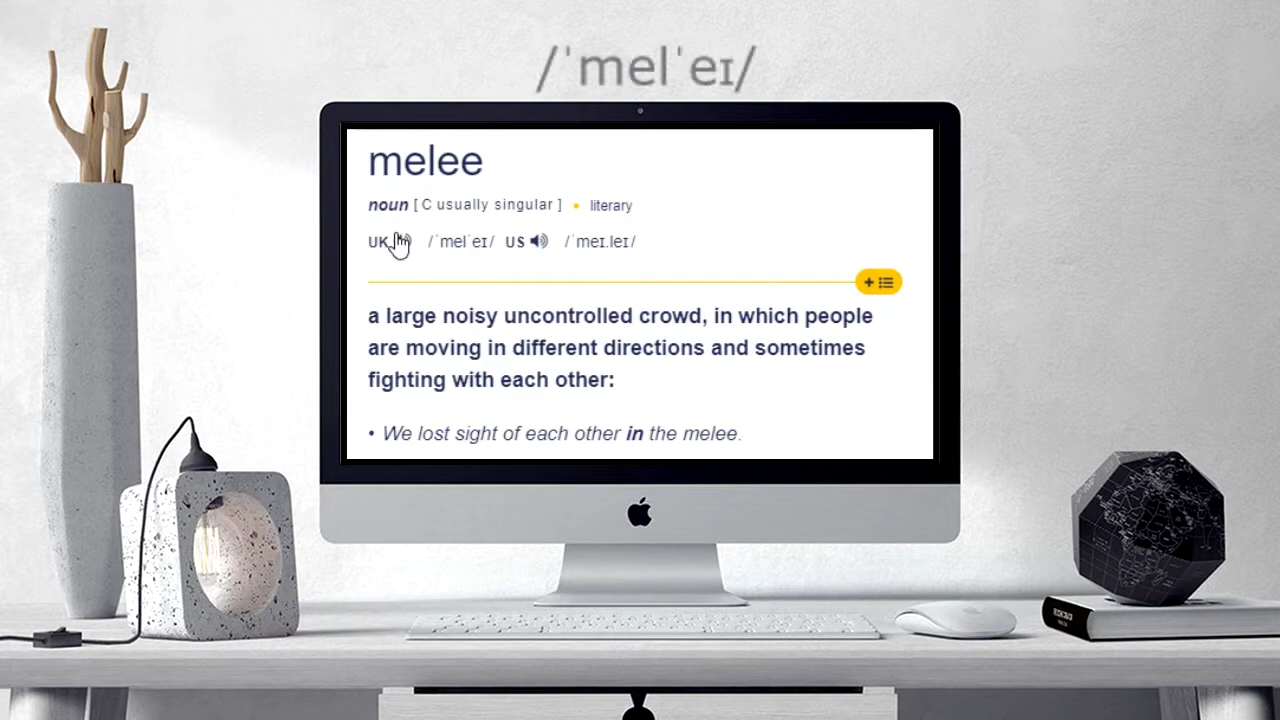 /ˈmelˈeɪ/
melee
noun [ C usually singular ] • literary
UK /ˈmelˈeɪ/ US /ˈmeɪ.leɪ/
+
a large noisy uncontrolled crowd, in which people
are moving in different directions and sometimes
fighting with each other:
• We lost sight of each other in the melee.